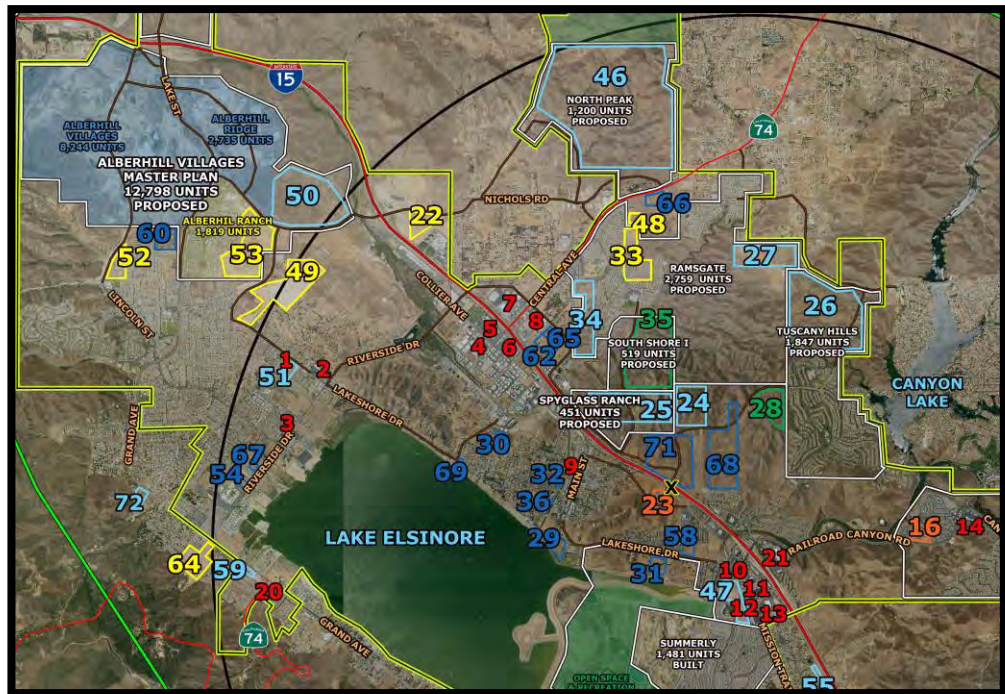 46
NORTH PEAK
1,200 UNITS
PROPOSED
INTERSTATE
15
74
LAKE ST
ALBERHILL
VILLAGES
8,244 UNITS
ALBERHILL
RIDGE
2,735 UNITS
ALBERHILL VILLAGES
MASTER PLAN
12,798 UNITS
PROPOSED
50
NICHOLS RD
22
66
48
60
ALBERHIL RANCH
1,819 UNITS
52
53
49
33
27
RAMSGATE
2,759 UNITS
PROPOSED
COLLIER AVE
CENTRAL AVE
LINCOLN ST
7
8
5
4
6
34
65
62
35
SOUTH SHORE I
519 UNITS
PROPOSED
26
TUSCANY HILLS
1,847 UNITS
PROPOSED
RIVERSIDE DR
1
2
51
LAKESHORE DR
3
SPYGLASS RANCH
451 UNITS
PROPOSED
25
24
28
CANYON
LAKE
GRAND AVE
RIVERSIDE DR
67
54
30
69
32
9
MAIN ST
36
71
68
X
23
72
29
LAKE ELSINORE
LAKESHORE DR
58
31
16
14
CAN
RAILROAD CANYON RD
21
64
59
20
74
GRAND AVE
10
47
11
12
13
SUMMERLY
1,481 UNITS
BUILT
MISSION TRA
OPEN SPACE
& RECREATION
55